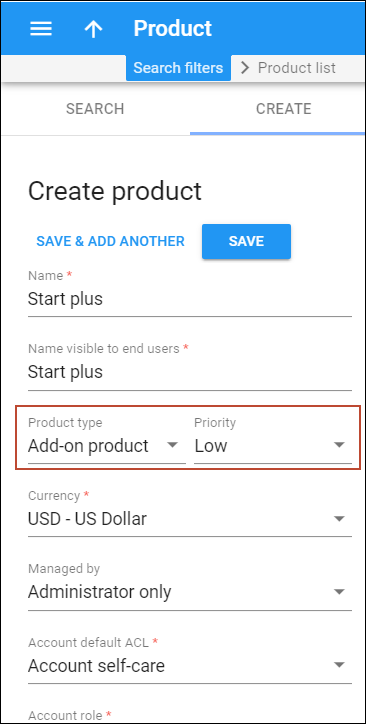 Product
Search filters > Product list
SEARCH CREATE
Create product
SAVE & ADD ANOTHER SAVE
Name *
Start plus
Name visible to end users *
Start plus
Product type Priority
Add-on product Low
Currency *
USD - US Dollar
Managed by
Administrator only
Account default ACL *
Account self-care
Account role *